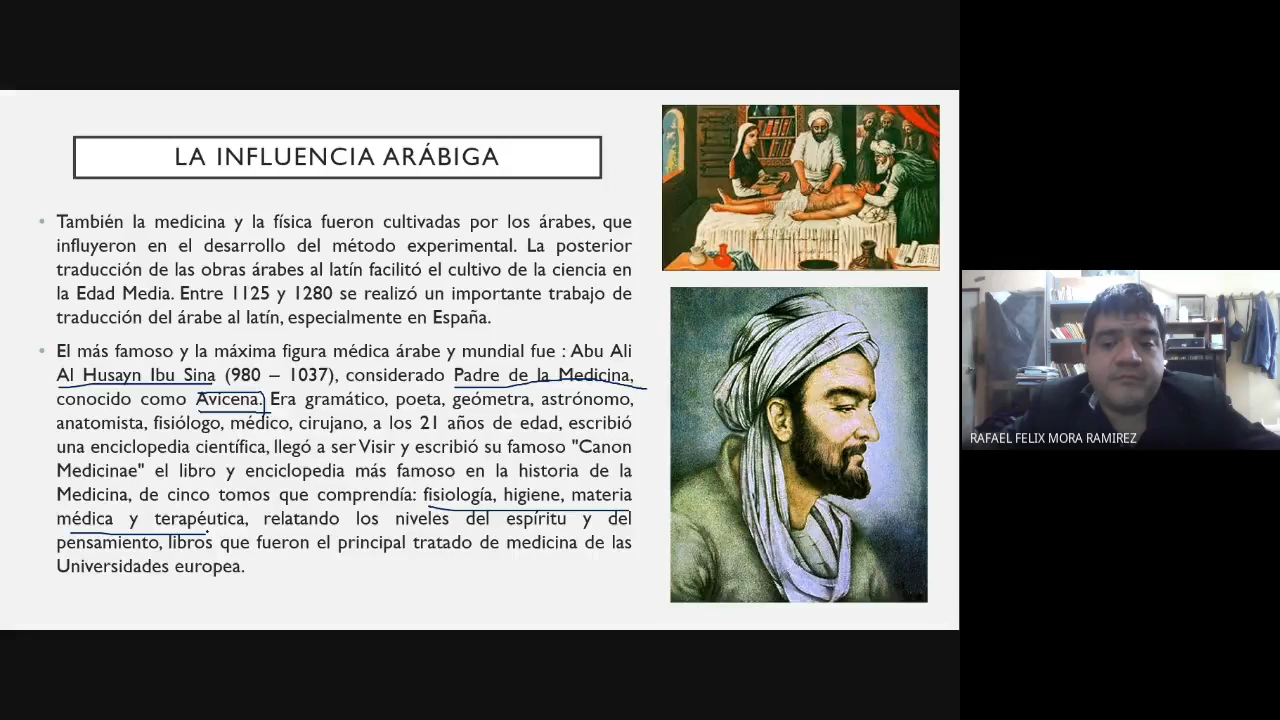 LA INFLUENCIA ARÁBIGA
También la medicina y la física fueron cultivadas por los árabes, que
influyeron en el desarrollo del método experimental. La posterior
traducción de las obras árabes al latín facilitó el cultivo de la ciencia en
la Edad Media. Entre 1125 y 1280 se realizó un importante trabajo de
traducción del árabe al latín, especialmente en España.
El más famoso y la máxima figura médica árabe y mundial fue : Abu Ali
Al Husayn Ibu Sina (980 – 1037), considerado Padre de la Medicina,
conocido como Avicena. Era gramático, poeta, geómetra, astrónomo,
anatomista, fisiólogo, médico, cirujano, a los 21 años de edad, escribió
una enciclopedia científica, llegó a ser Visir y escribió su famoso "Canon
Medicinae" el libro y enciclopedia más famoso en la historia de la
Medicina, de cinco tomos que comprendía: fisiología, higiene, materia
médica y terapéutica, relatando los niveles del espíritu y del
pensamiento, libros que fueron el principal tratado de medicina de las
Universidades europea.
RAFAEL FELIX MORA RAMIREZ